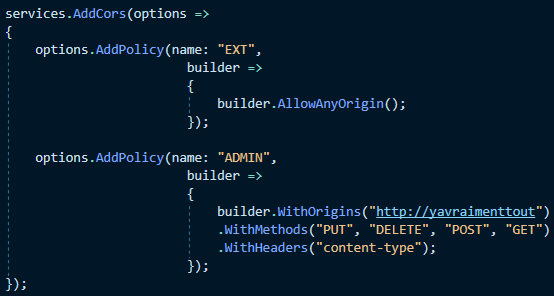 services.AddCors(options =>
{
options.AddPolicy(name: "EXT",
builder =>
{
builder.AllowAnyOrigin();
});
options.AddPolicy(name: "ADMIN",
builder =>
{
builder.WithOrigins("http://yavraimenttout")
.WithMethods("PUT", "DELETE", "POST", "GET")
.WithHeaders("content-type");
});
});